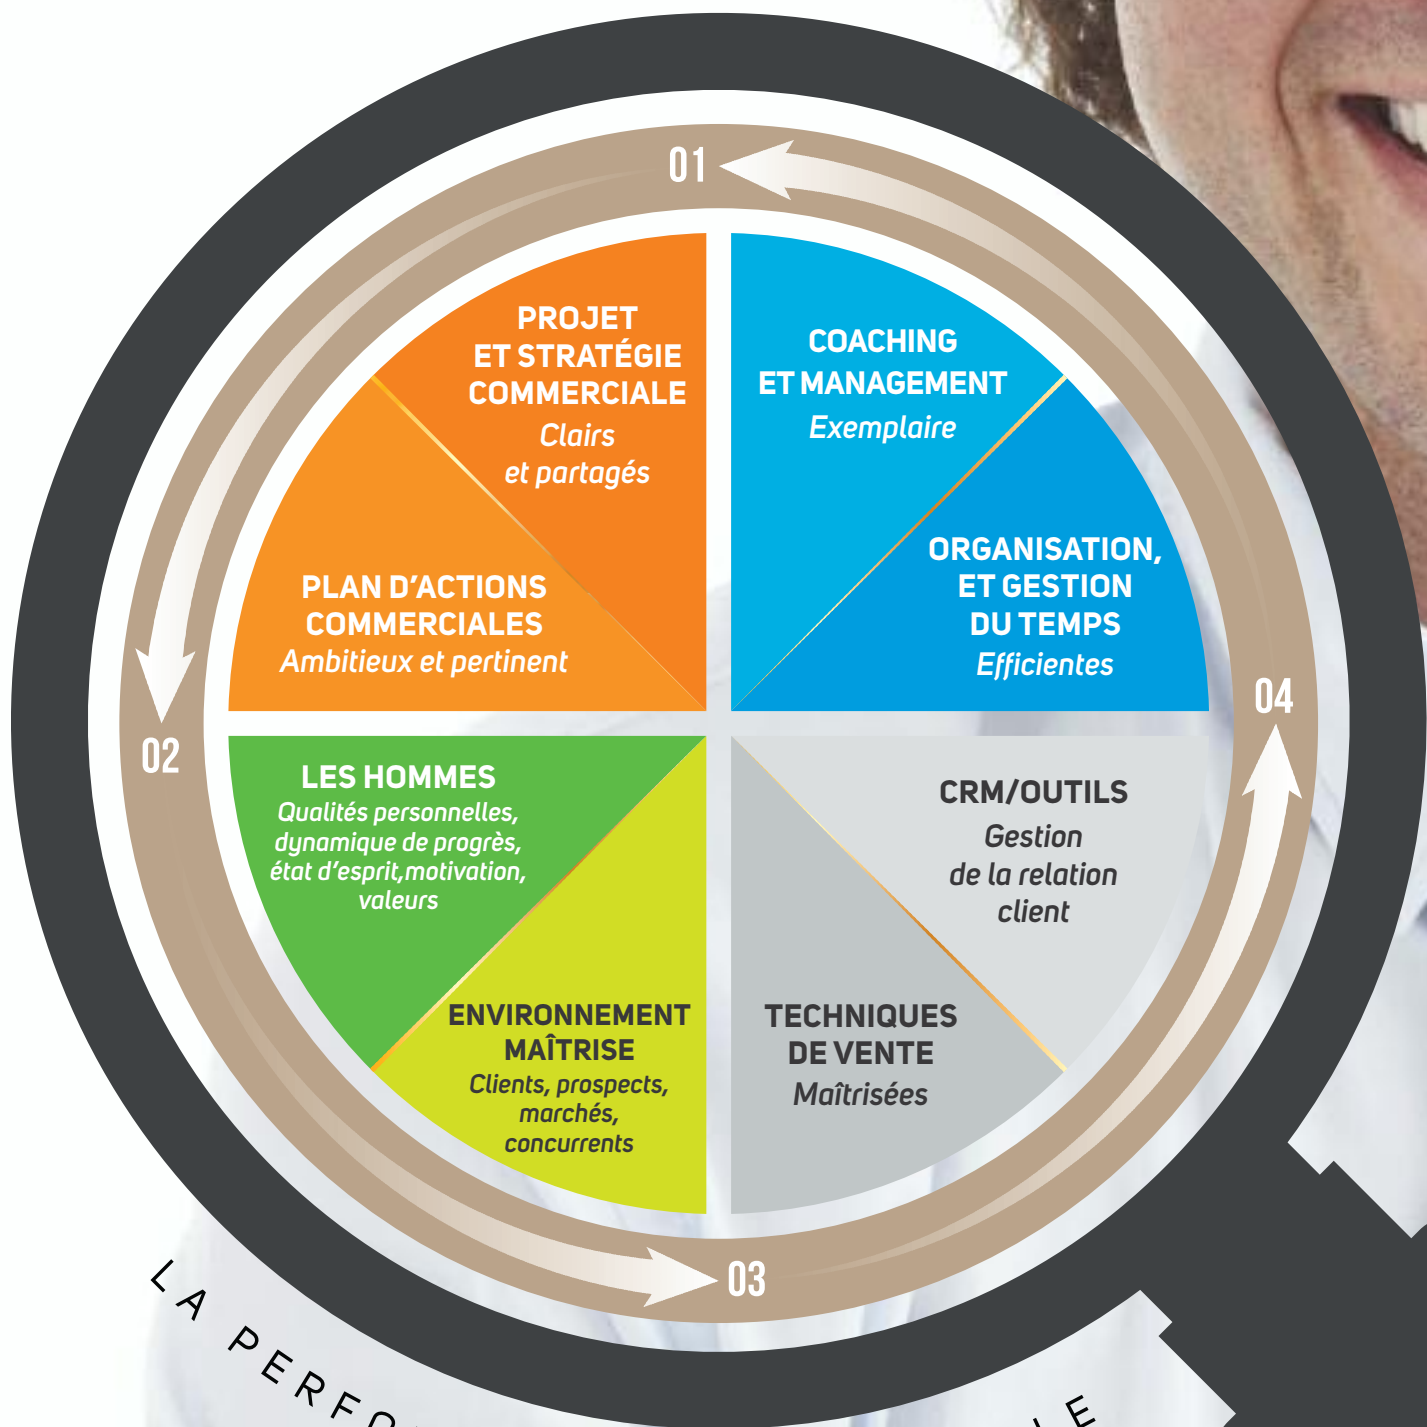 01
PROJET
ET STRATÉGIE
COMMERCIALE
Clairs
et partagés
PLAN D’ACTIONS
COMMERCIALES
Ambitieux et pertinent
02
LES HOMMES
Qualités personnelles,
dynamique de progrès,
état d’esprit,motivation,
valeurs
ENVIRONNEMENT
MAÎTRISE
Clients, prospects,
marchés,
concurrents
03
TECHNIQUES
DE VENTE
Maîtrisées
CRM/OUTILS
Gestion
de la relation
client
04
ORGANISATION,
ET GESTION
DU TEMPS
Efficientes
COACHING
ET MANAGEMENT
Exemplaire
LA